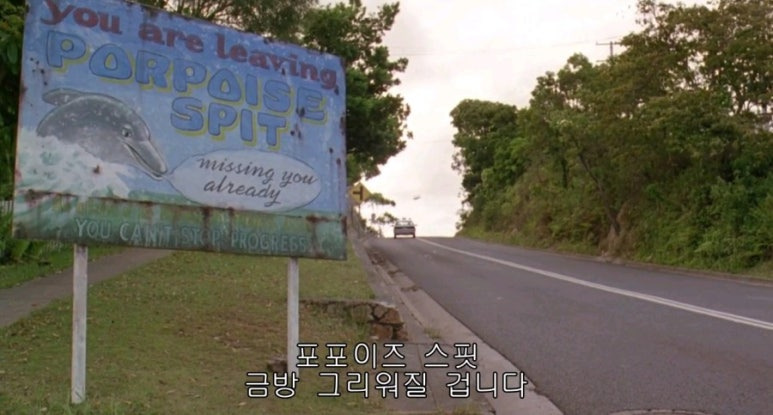 you are leaving
PORPOISE
SPIT
missing you
already
YOU CAN'T STOP PROGRESS
포포이즈 스핏
금방 그리워질 겁니다